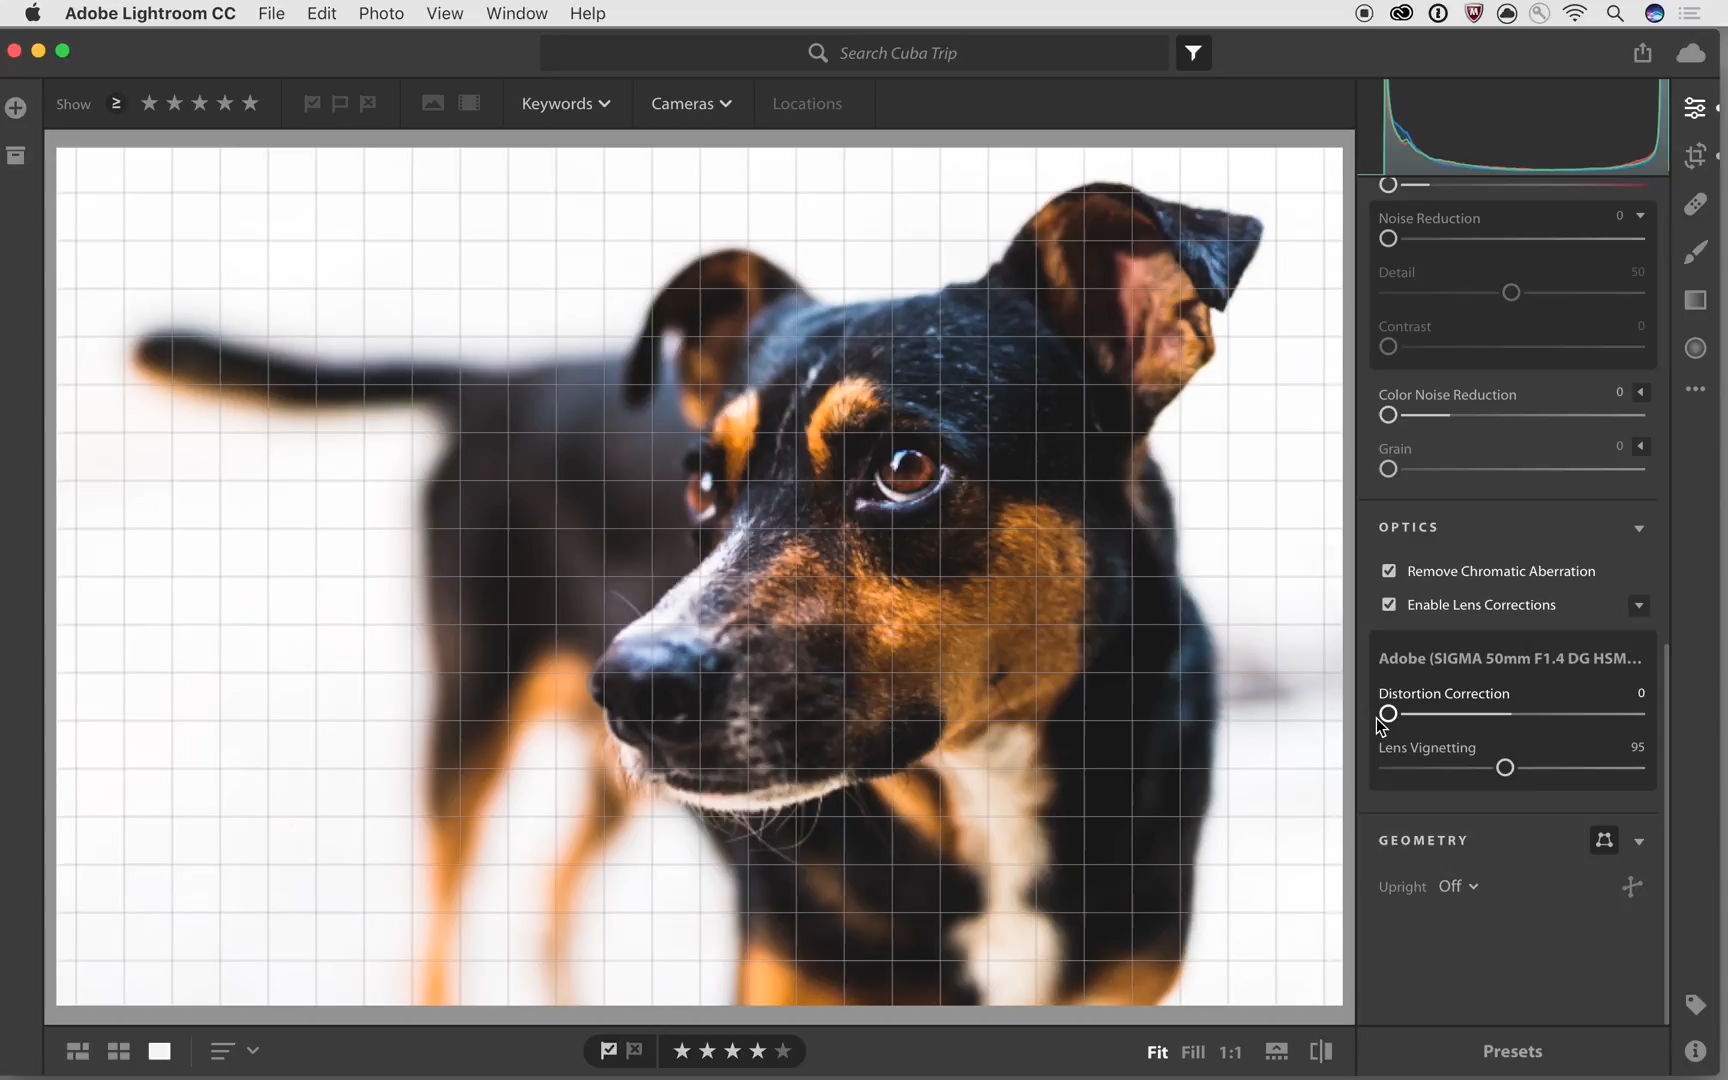 Adobe Lightroom CC File Edit Photo View Window Help
Search Cuba Trip
Show ≥ Keywords Cameras Locations
Noise Reduction 0
Detail 50
Contrast 0
Color Noise Reduction 0
Grain 0
OPTICS
Remove Chromatic Aberration
Enable Lens Corrections
Adobe (SIGMA 50mm F1.4 DG HSM...
Distortion Correction 0
Lens Vignetting 95
GEOMETRY
Upright Off
Fit Fill 1:1 Presets